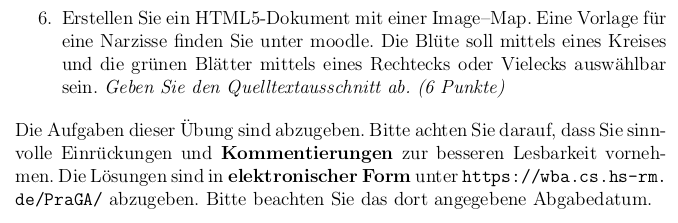 6. Erstellen Sie ein HTML5-Dokument mit einer Image–Map. Eine Vorlage für
eine Narzisse finden Sie unter moodle. Die Blüte soll mittels eines Kreises
und die grünen Blätter mittels eines Rechtecks oder Vielecks auswählbar
sein. Geben Sie den Quelltextausschnitt ab. (6 Punkte)
Die Aufgaben dieser Übung sind abzugeben. Bitte achten Sie darauf, dass Sie sinn-
volle Einrückungen und Kommentierungen zur besseren Lesbarkeit vorneh-
men. Die Lösungen sind in elektronischer Form unter https://wba.cs.hs-rm.
de/PraGA/ abzugeben. Bitte beachten Sie das dort angegebene Abgabedatum.